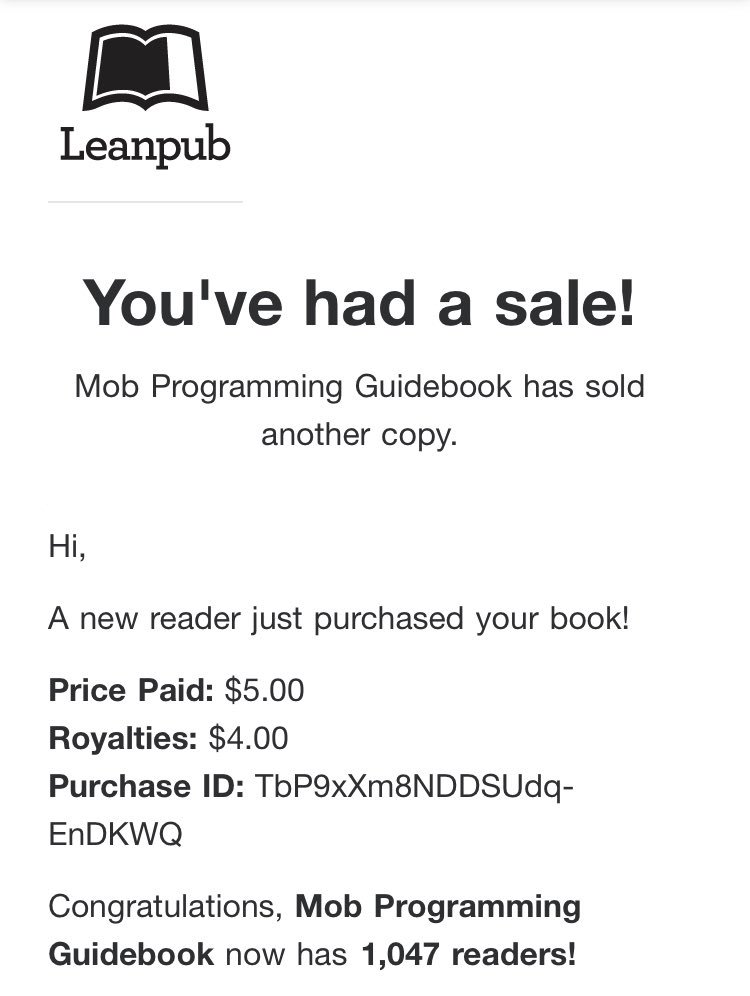 Leanpub
You've had a sale!
Mob Programming Guidebook has sold
another copy.
Hi,
A new reader just purchased your book!
Price Paid: $5.00
Royalties: $4.00
Purchase ID: TbP9xXm8NDDSUdq-
EnDKWQ
Congratulations, Mob Programming
Guidebook now has 1,047 readers!